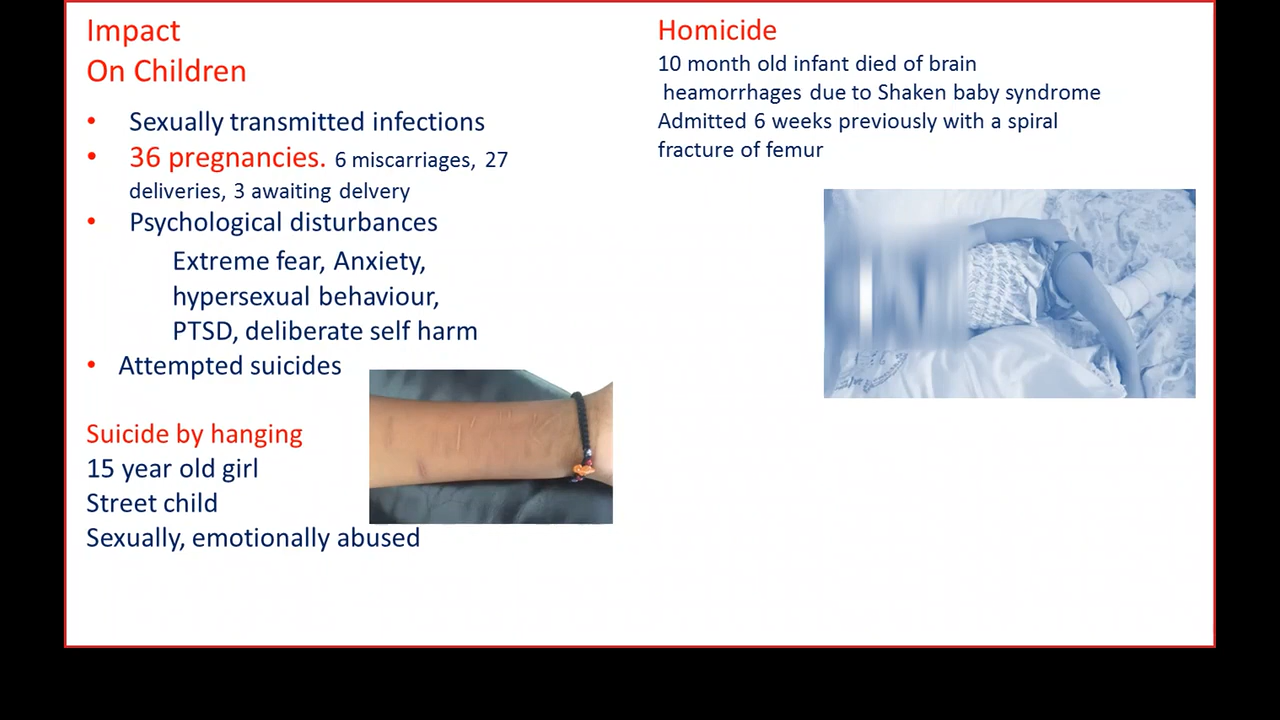 Impact
On Children
• Sexually transmitted infections
• 36 pregnancies. 6 miscarriages, 27
deliveries, 3 awaiting delvery
• Psychological disturbances
Extreme fear, Anxiety,
hypersexual behaviour,
PTSD, deliberate self harm
• Attempted suicides
Suicide by hanging
15 year old girl
Street child
Sexually, emotionally abused
Homicide
10 month old infant died of brain
heamorrhages due to Shaken baby syndrome
Admitted 6 weeks previously with a spiral
fracture of femur